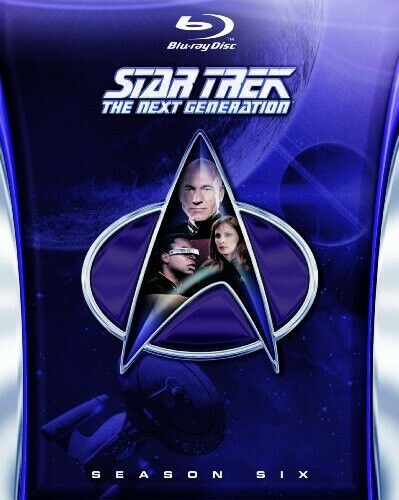 Blu-ray Disc
STAR TREK
THE NEXT GENERATION
SEASON SIX